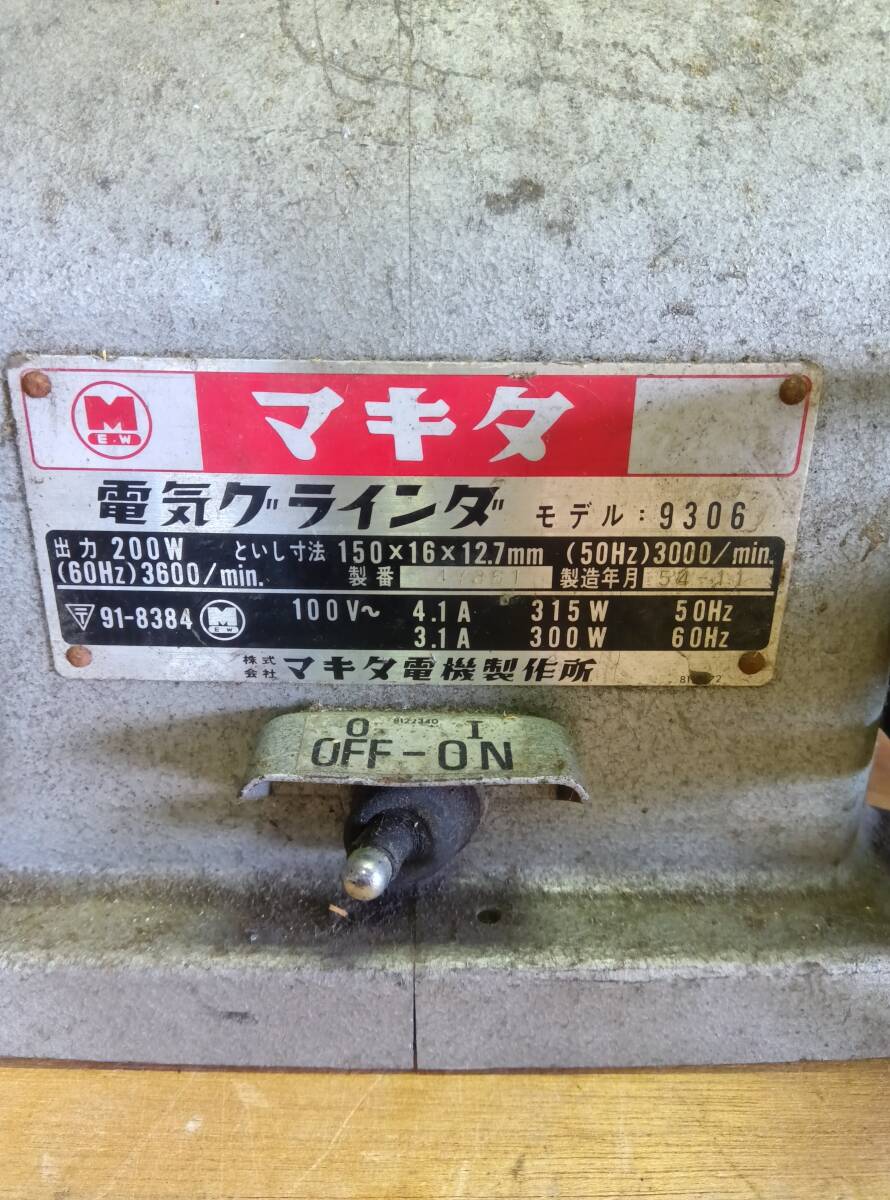 M
E.W
マキタ
電気グラインダ モデル:9306
出力 200W といし寸法 150×16×12.7mm (50Hz)3000/min.
(60Hz)3600/min. 製番 製造年月 54-11
〒 91-8384 M E.W 100V~ 4.1A 315W 50Hz
3.1A 300W 60Hz
株式会社 マキタ電機製作所
O I
OFF-ON